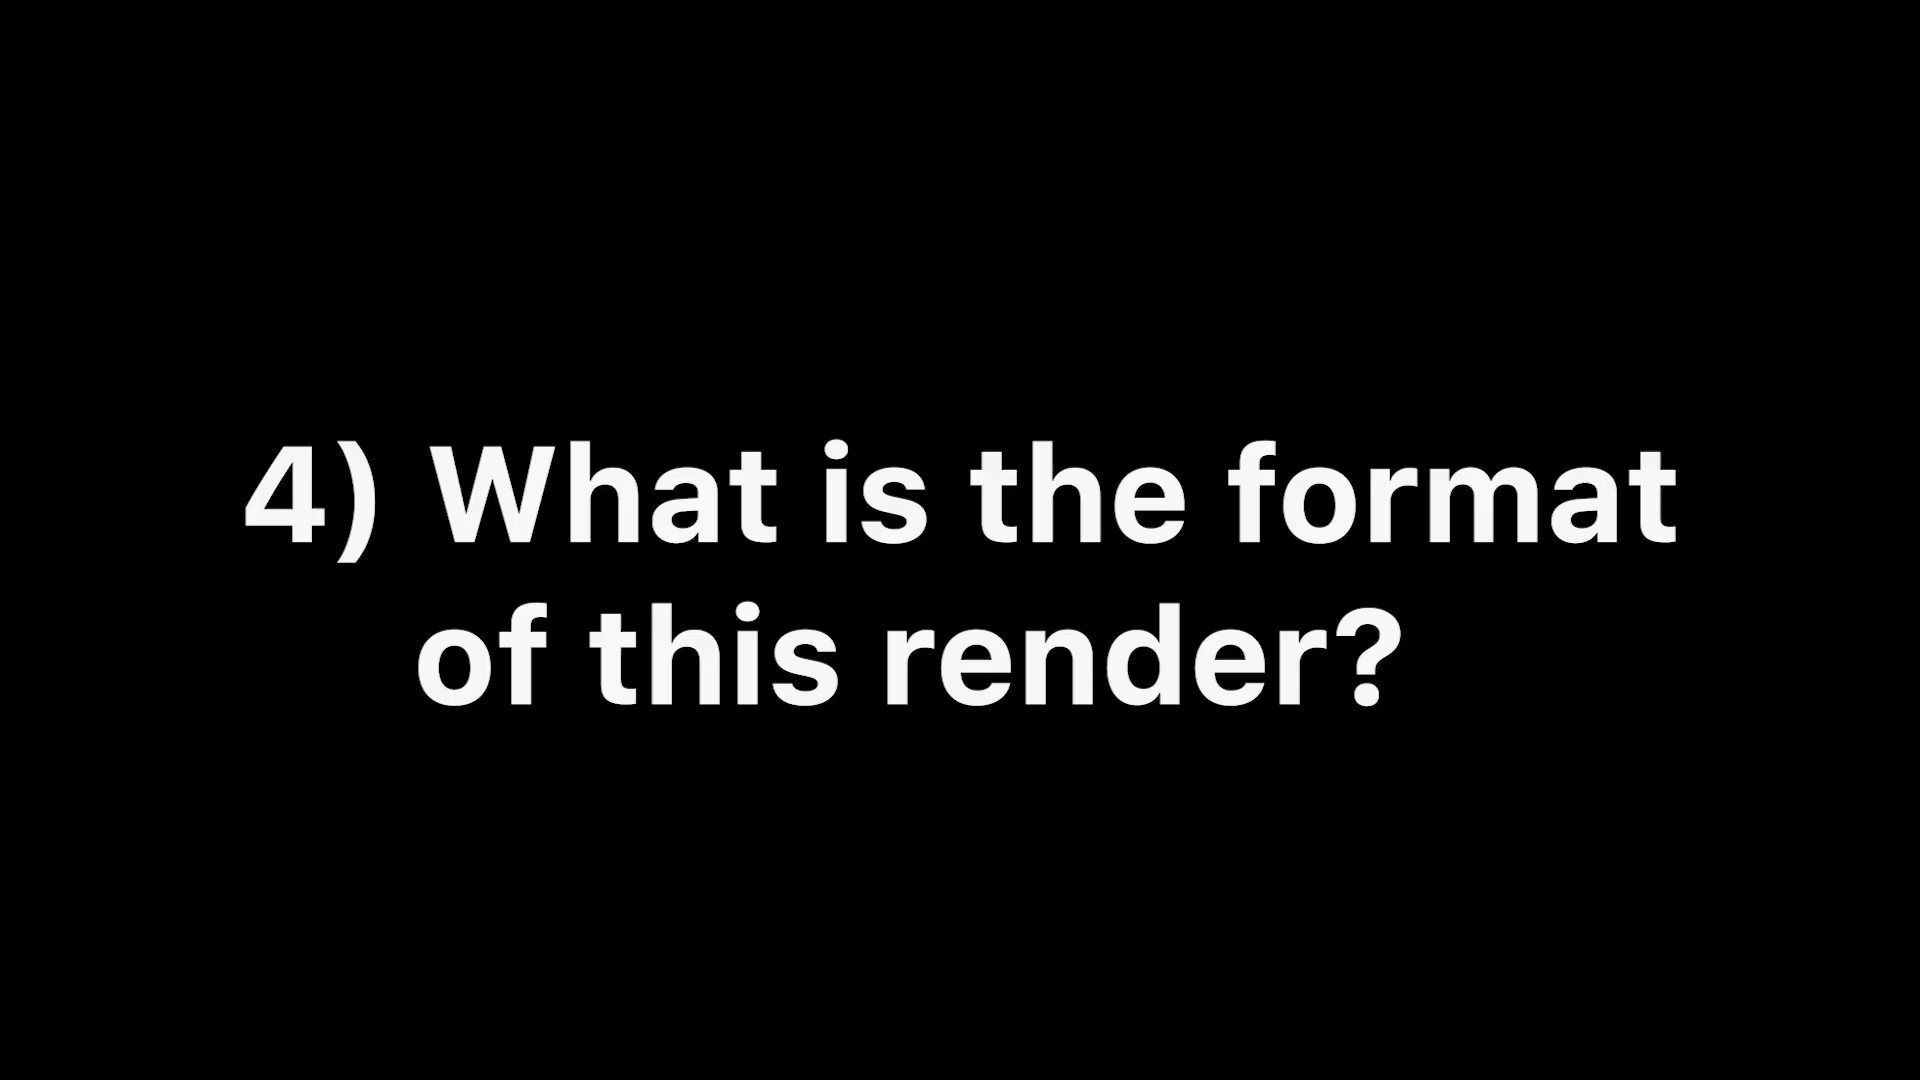 4) What is the format
of this render?